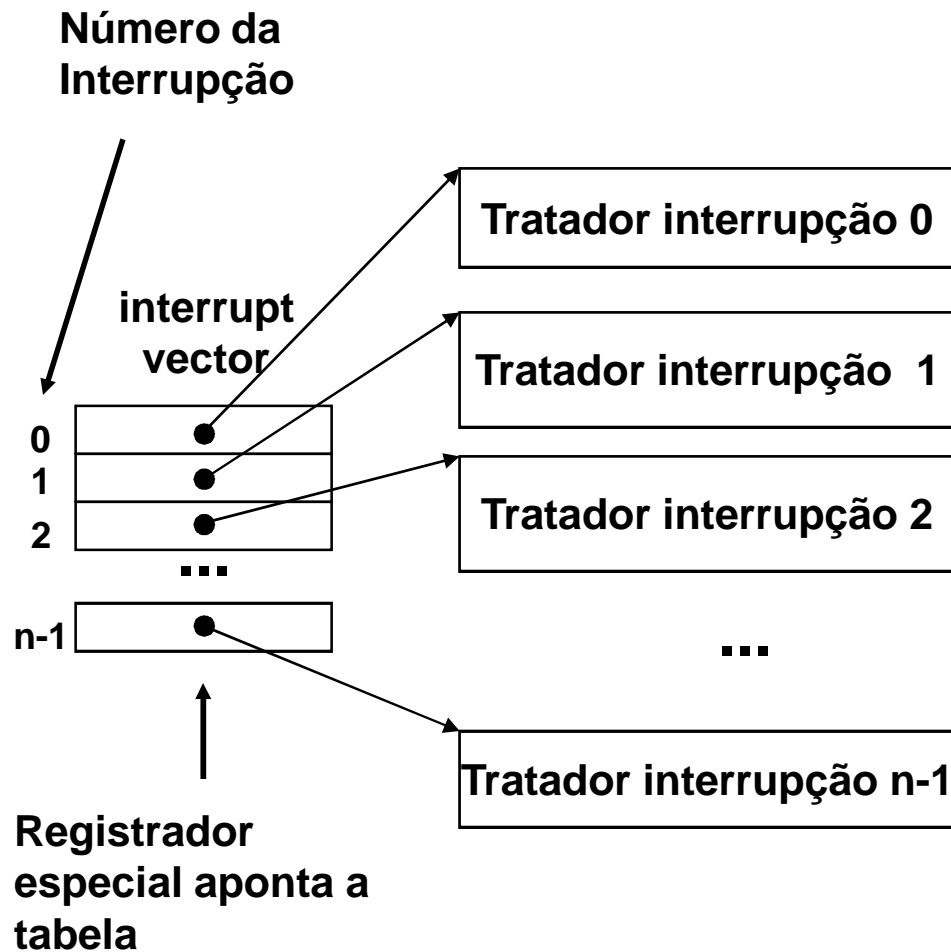 Número da
Interrupção
Tratador interrupção 0
interrupt
vector
Tratador interrupção 1
0
1
2
Tratador interrupção 2
...
n-1
...
Tratador interrupção n-1
Registrador
especial aponta a
tabela